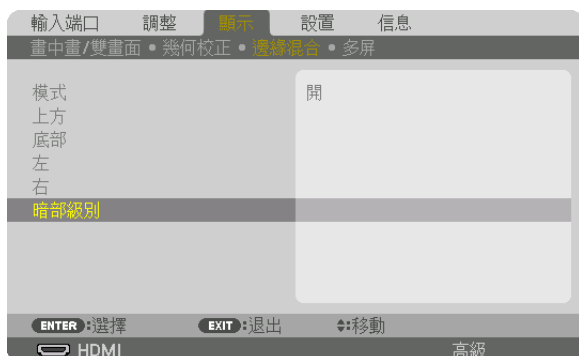 輸入端口 調整 顯示 設置 信息
畫中畫/雙畫面 • 幾何校正 • 邊緣混合 • 多屏
模式 開
上方
底部
左
右
暗部級別
ENTER:選擇 EXIT:退出 :移動
HDMI 高級